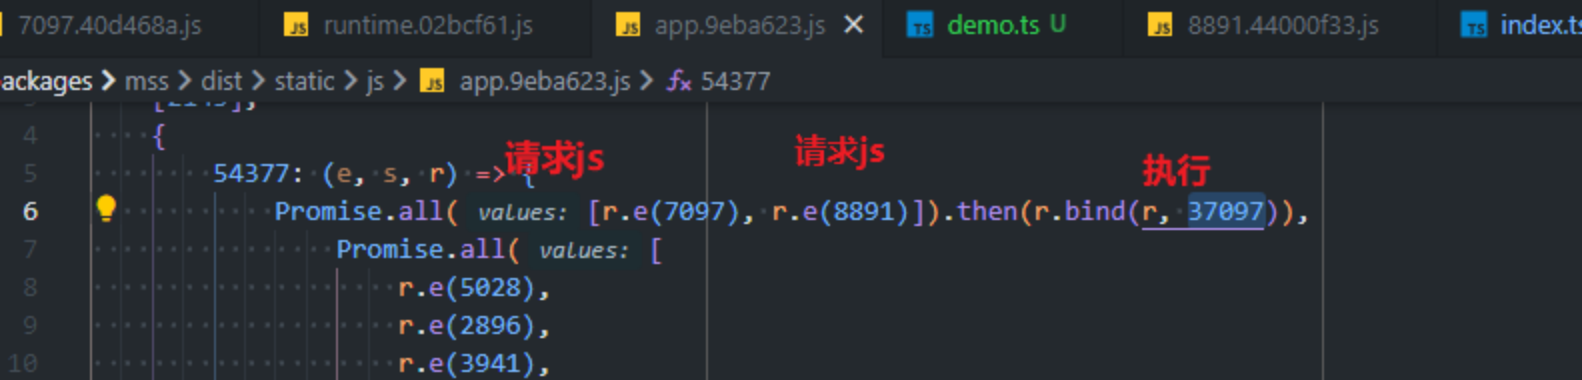 7097.40d468a.js JS runtime.02bcf61.js JS app.9eba623.js × TS demo.ts U JS 8891.44000f33.js TS index.ts
ackages > mss > dist > static > js > JS app.9eba623.js > fx 54377
4 {
请求js 请求js 执行
5 54377: (e, s, r) => {
6 Promise.all( values: [r.e(7097), r.e(8891)]).then(r.bind(r, 37097)),
7 Promise.all( values: [
8 r.e(5028),
9 r.e(2896),
10 r.e(3941),